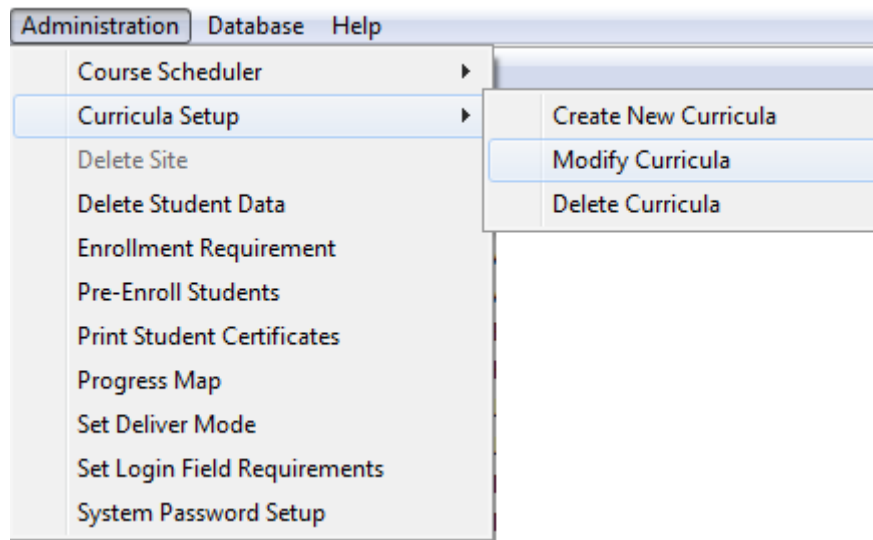 Administration Database Help
Course Scheduler
Curricula Setup
Delete Site
Delete Student Data
Enrollment Requirement
Pre-Enroll Students
Print Student Certificates
Progress Map
Set Deliver Mode
Set Login Field Requirements
System Password Setup
Create New Curricula
Modify Curricula
Delete Curricula